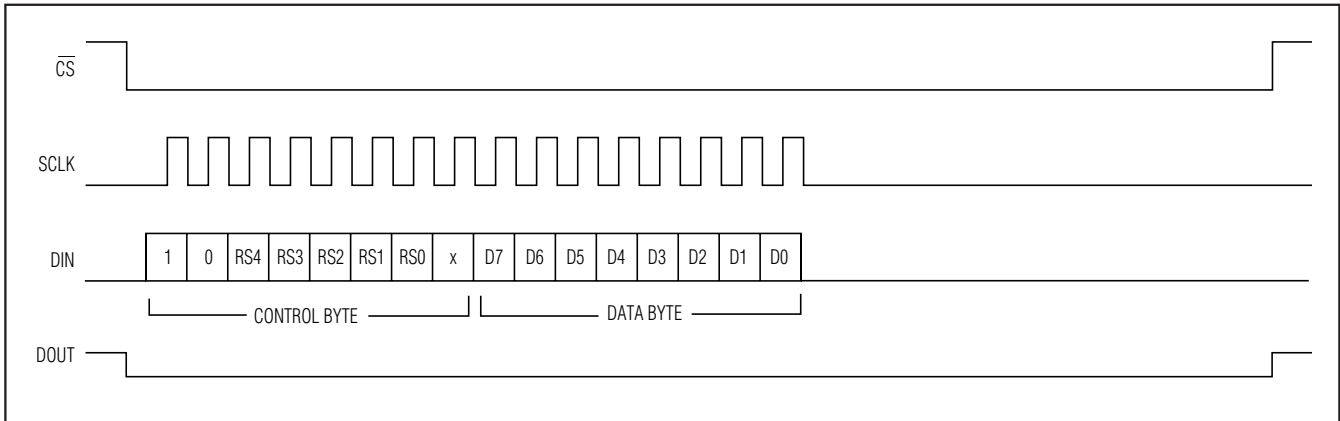 CS
SCLK
DIN 1 0 RS4 RS3 RS2 RS1 RS0 x D7 D6 D5 D4 D3 D2 D1 D0
CONTROL BYTE DATA BYTE
DOUT